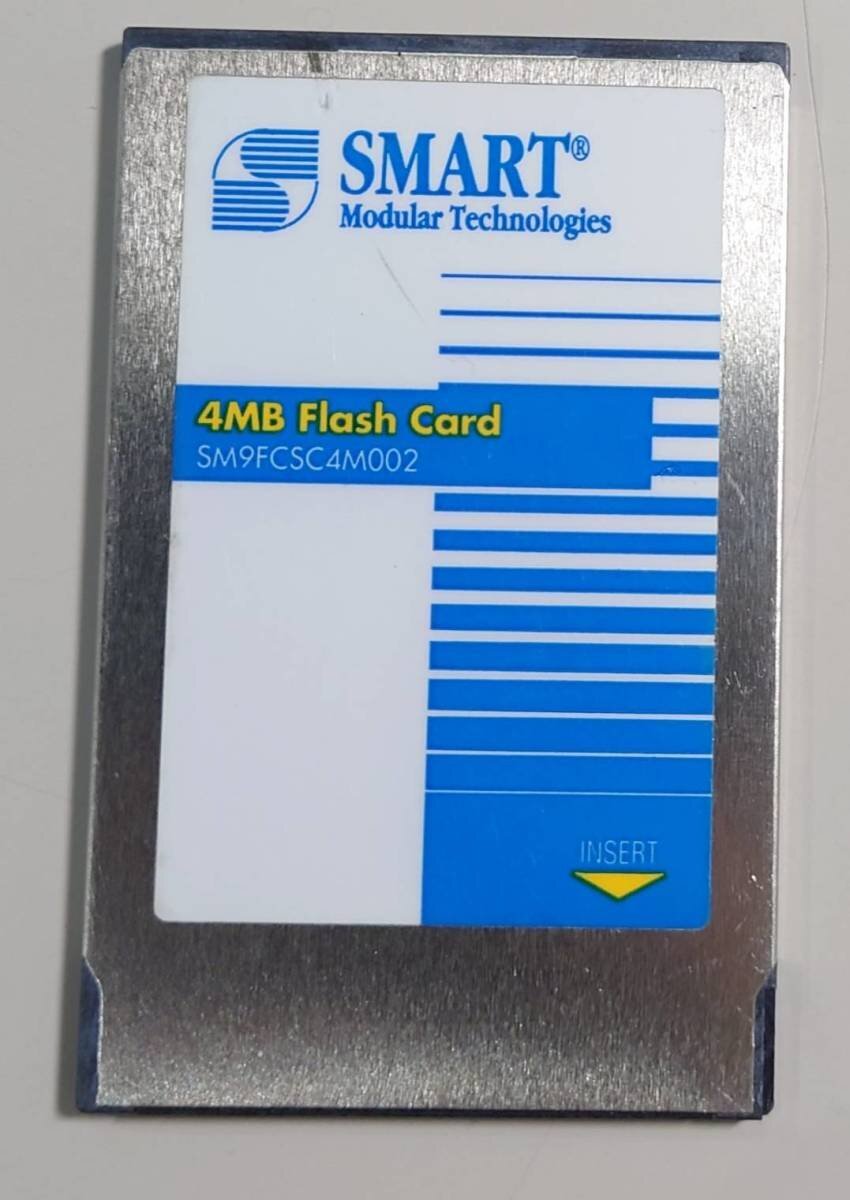 SMART®
Modular Technologies
4MB Flash Card
SM9FCSC4M002
INSERT